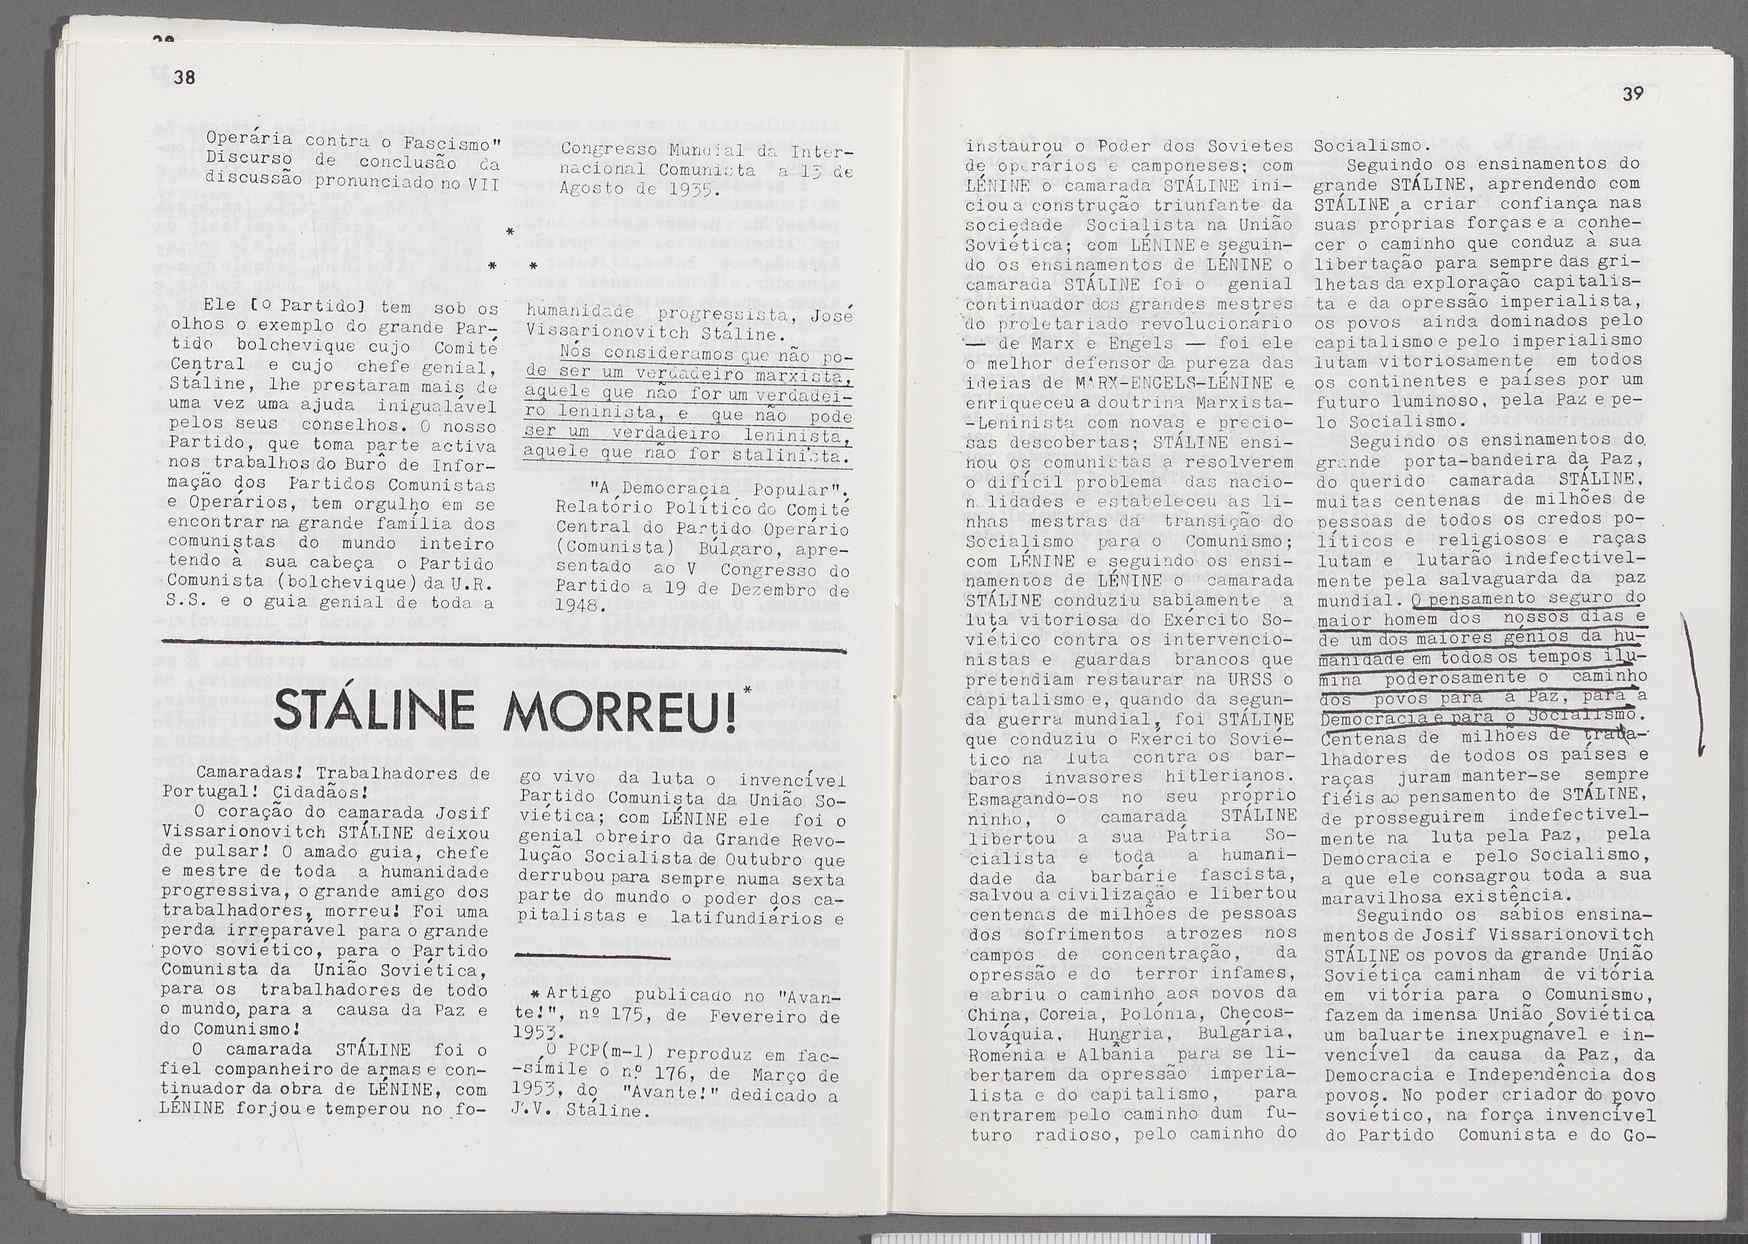 38
Operária contra o Fascismo"
Discurso de conclusão da
discussão pronunciado no VII
Congresso Mundial da Inter-
nacional Comunista a 13 de
Agosto de 1935.
*
* *
Ele [o Partido] tem sob os
olhos o exemplo do grande Par-
tido bolchevique cujo Comité
Central e cujo chefe genial,
Stáline, lhe prestaram mais de
uma vez uma ajuda inigualável
pelos seus conselhos. O nosso
Partido, que toma parte activa
nos trabalhos do Burô de Infor-
mação dos Partidos Comunistas
e Operários, tem orgulho em se
encontrar na grande família dos
comunistas do mundo inteiro
tendo à sua cabeça o Partido
Comunista (bolchevique) da U.R.
S.S. e o guia genial de toda a
humanidade progressista, José
Vissarionovitch Stáline.
Nós consideramos que não po-
de ser um verdadeiro marxista,
aquele que não for um verdadei-
ro leninista, e que não pode
ser um verdadeiro leninista,
aquele que não for stalinista.
"A Democracia Popular".
Relatório Político do Comité
Central do Partido Operário
(Comunista) Búlgaro, apre-
sentado ao V Congresso do
Partido a 19 de Dezembro de
1948.
STÁLINE MORREU!*
Camaradas! Trabalhadores de
Portugal! Cidadãos!
O coração do camarada Josif
Vissarionovitch STÁLINE deixou
de pulsar! O amado guia, chefe
e mestre de toda a humanidade
progressiva, o grande amigo dos
trabalhadores, morreu! Foi uma
perda irreparável para o grande
povo soviético, para o Partido
Comunista da União Soviética,
para os trabalhadores de todo
o mundo, para a causa da Paz e
do Comunismo!
O camarada STÁLINE foi o
fiel companheiro de armas e con-
tinuador da obra de LÉNINE, com
LÉNINE forjou e temperou no fo-
go vivo da luta o invencível
Partido Comunista da União So-
viética; com LÉNINE ele foi o
genial obreiro da Grande Revo-
lução Socialista de Outubro que
derrubou para sempre numa sexta
parte do mundo o poder dos ca-
pitalistas e latifundiários e
* Artigo publicado no "Avan-
te!", nº 175, de Fevereiro de
1953.
O PCP(m-l) reproduz em fac-
-símile o nº 176, de Março de
1953, do "Avante!" dedicado a
J.V. Stáline.
39
instaurou o Poder dos Sovietes
de operários e camponeses; com
LÉNINE o camarada STÁLINE ini-
ciou a construção triunfante da
sociedade Socialista na União
Soviética; com LÉNINE e seguin-
do os ensinamentos de LÉNINE o
camarada STÁLINE foi o genial
continuador dos grandes mestres
do proletariado revolucionário
— de Marx e Engels — foi ele
o melhor defensor da pureza das
ideias de MARX-ENGELS-LÉNINE e
enriqueceu a doutrina Marxista-
-Leninista com novas e precio-
sas descobertas; STÁLINE ensi-
nou os comunistas a resolverem
o difícil problema das nacio-
nalidades e estabeleceu as li-
nhas mestras da transição do
Socialismo para o Comunismo;
com LÉNINE e seguindo os ensi-
namentos de LÉNINE o camarada
STÁLINE conduziu sabiamente a
luta vitoriosa do Exército So-
viético contra os intervencio-
nistas e guardas brancos que
pretendiam restaurar na URSS o
capitalismo e, quando da segun-
da guerra mundial, foi STÁLINE
que conduziu o Exército Sovié-
tico na luta contra os bar-
baros invasores hitlerianos.
Esmagando-os no seu próprio
ninho, o camarada STÁLINE
libertou a sua Pátria So-
cialista e toda a humani-
dade da barbárie fascista,
salvou a civilização e libertou
centenas de milhões de pessoas
dos sofrimentos atrozes nos
campos de concentração, da
opressão e do terror infames,
e abriu o caminho aos povos da
China, Coreia, Polónia, Checos-
lováquia, Hungria, Bulgária,
Roménia e Albânia para se li-
bertarem da opressão imperia-
lista e do capitalismo, para
entrarem pelo caminho dum fu-
turo radioso, pelo caminho do
Socialismo.
Seguindo os ensinamentos do
grande STÁLINE, aprendendo com
STÁLINE a criar confiança nas
suas próprias forças e a conhe-
cer o caminho que conduz à sua
libertação para sempre das gri-
lhetas da exploração capitalis-
ta e da opressão imperialista,
os povos ainda dominados pelo
capitalismo e pelo imperialismo
lutam vitoriosamente em todos
os continentes e países por um
futuro luminoso, pela Paz e pe-
lo Socialismo.
Seguindo os ensinamentos do
grande porta-bandeira da Paz,
do querido camarada STÁLINE,
muitas centenas de milhões de
pessoas de todos os credos po-
líticos e religiosos e raças
lutam e lutarão indefectivel-
mente pela salvaguarda da paz
mundial. O pensamento seguro do
maior homem dos nossos dias e
de um dos maiores génios da hu-
manidade em todos os tempos ilu-
mina poderosamente o caminho
dos povos para a Paz, para a
Democracia e para o Socialismo.
Centenas de milhões de traba-
lhadores de todos os países e
raças juram manter-se sempre
fiéis ao pensamento de STÁLINE,
de prosseguirem indefectivel-
mente na luta pela Paz, pela
Democracia e pelo Socialismo,
a que ele consagrou toda a sua
maravilhosa existência.
Seguindo os sábios ensina-
mentos de Josif Vissarionovitch
STÁLINE os povos da grande União
Soviética caminham de vitória
em vitória para o Comunismo,
fazem da imensa União Soviética
um baluarte inexpugnável e in-
vencível da causa da Paz, da
Democracia e Independência dos
povos. No poder criador do povo
soviético, na força invencível
do Partido Comunista e do Go-